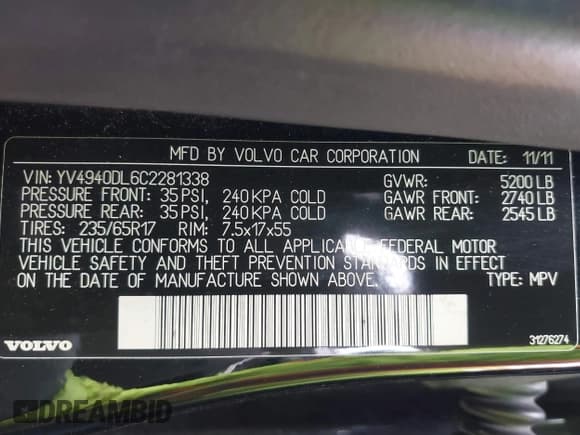 MFD BY VOLVO CAR CORPORATION DATE: 11/11
VIN: YV4940DL6C2281338 GVWR: 5200 LB
PRESSURE FRONT: 35 PSI, 240 KPA COLD GAWR FRONT: 2740 LB
PRESSURE REAR: 35 PSI, 240 KPA COLD GAWR REAR: 2545 LB
TIRES: 235/65R17 RIM: 7.5x17x55
THIS VEHICLE CONFORMS TO ALL APPLICABLE FEDERAL MOTOR
VEHICLE SAFETY AND THEFT PREVENTION STANDARDS IN EFFECT
ON THE DATE OF MANUFACTURE SHOWN ABOVE. TYPE: MPV
VOLVO 31276274
DREAMBID